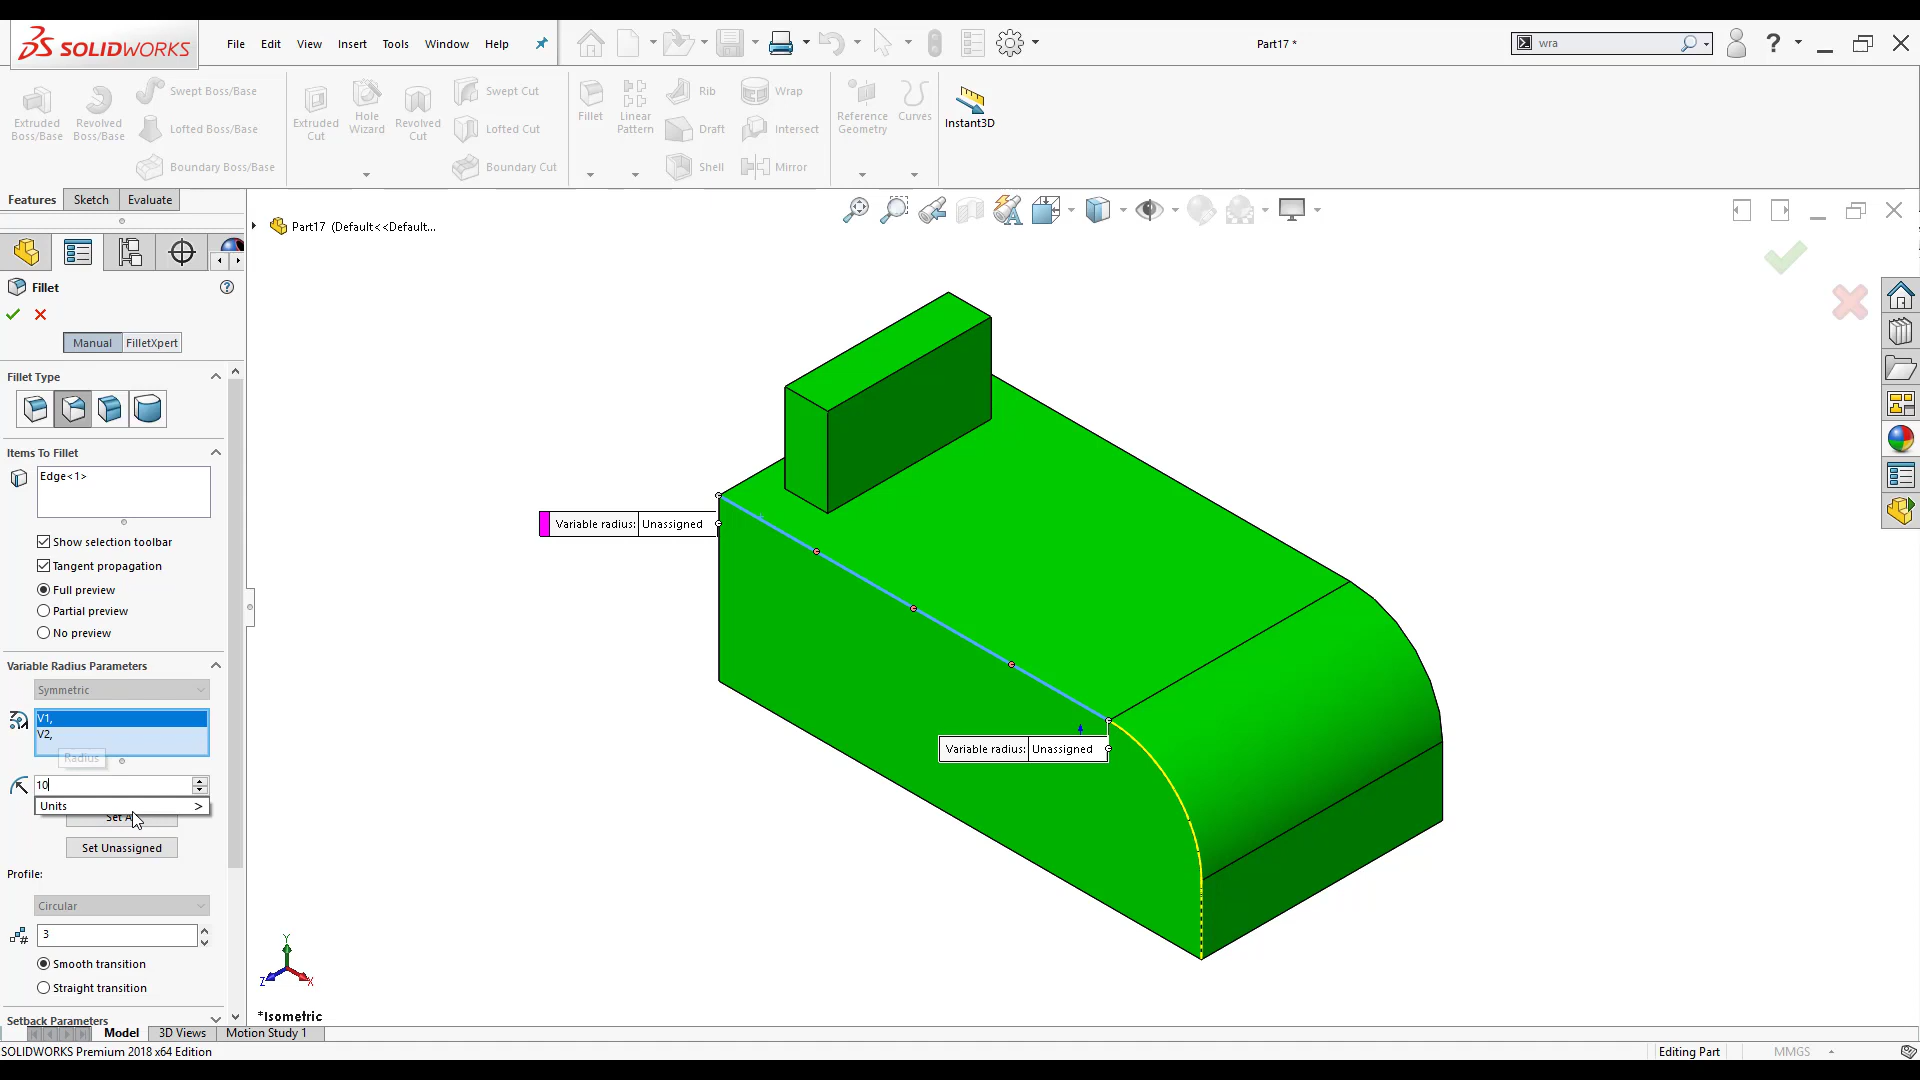 SOLIDWORKS
File Edit View Insert Tools Window Help
Part17 *
wra
?
Extruded Boss/Base
Revolved Boss/Base
Swept Boss/Base
Lofted Boss/Base
Boundary Boss/Base
Extruded Cut
Hole Wizard
Revolved Cut
Swept Cut
Lofted Cut
Boundary Cut
Fillet
Linear Pattern
Rib
Draft
Shell
Wrap
Intersect
Mirror
Reference Geometry
Curves
Instant3D
Features Sketch Evaluate
Part17 (Default<<Default...
Fillet
?
Manual FilletXpert
Fillet Type
Items To Fillet
Edge<1>
Show selection toolbar
Tangent propagation
Full preview
Partial preview
No preview
Variable Radius Parameters
Symmetric
V1,
V2,
Radius
10
Units >
Set A
Set Unassigned
Profile:
Circular
3
Smooth transition
Straight transition
Setback Parameters
Variable radius: Unassigned
Variable radius: Unassigned
Y
Z
X
*Isometric
Model 3D Views Motion Study 1
SOLIDWORKS Premium 2018 x64 Edition
Editing Part
MMGS